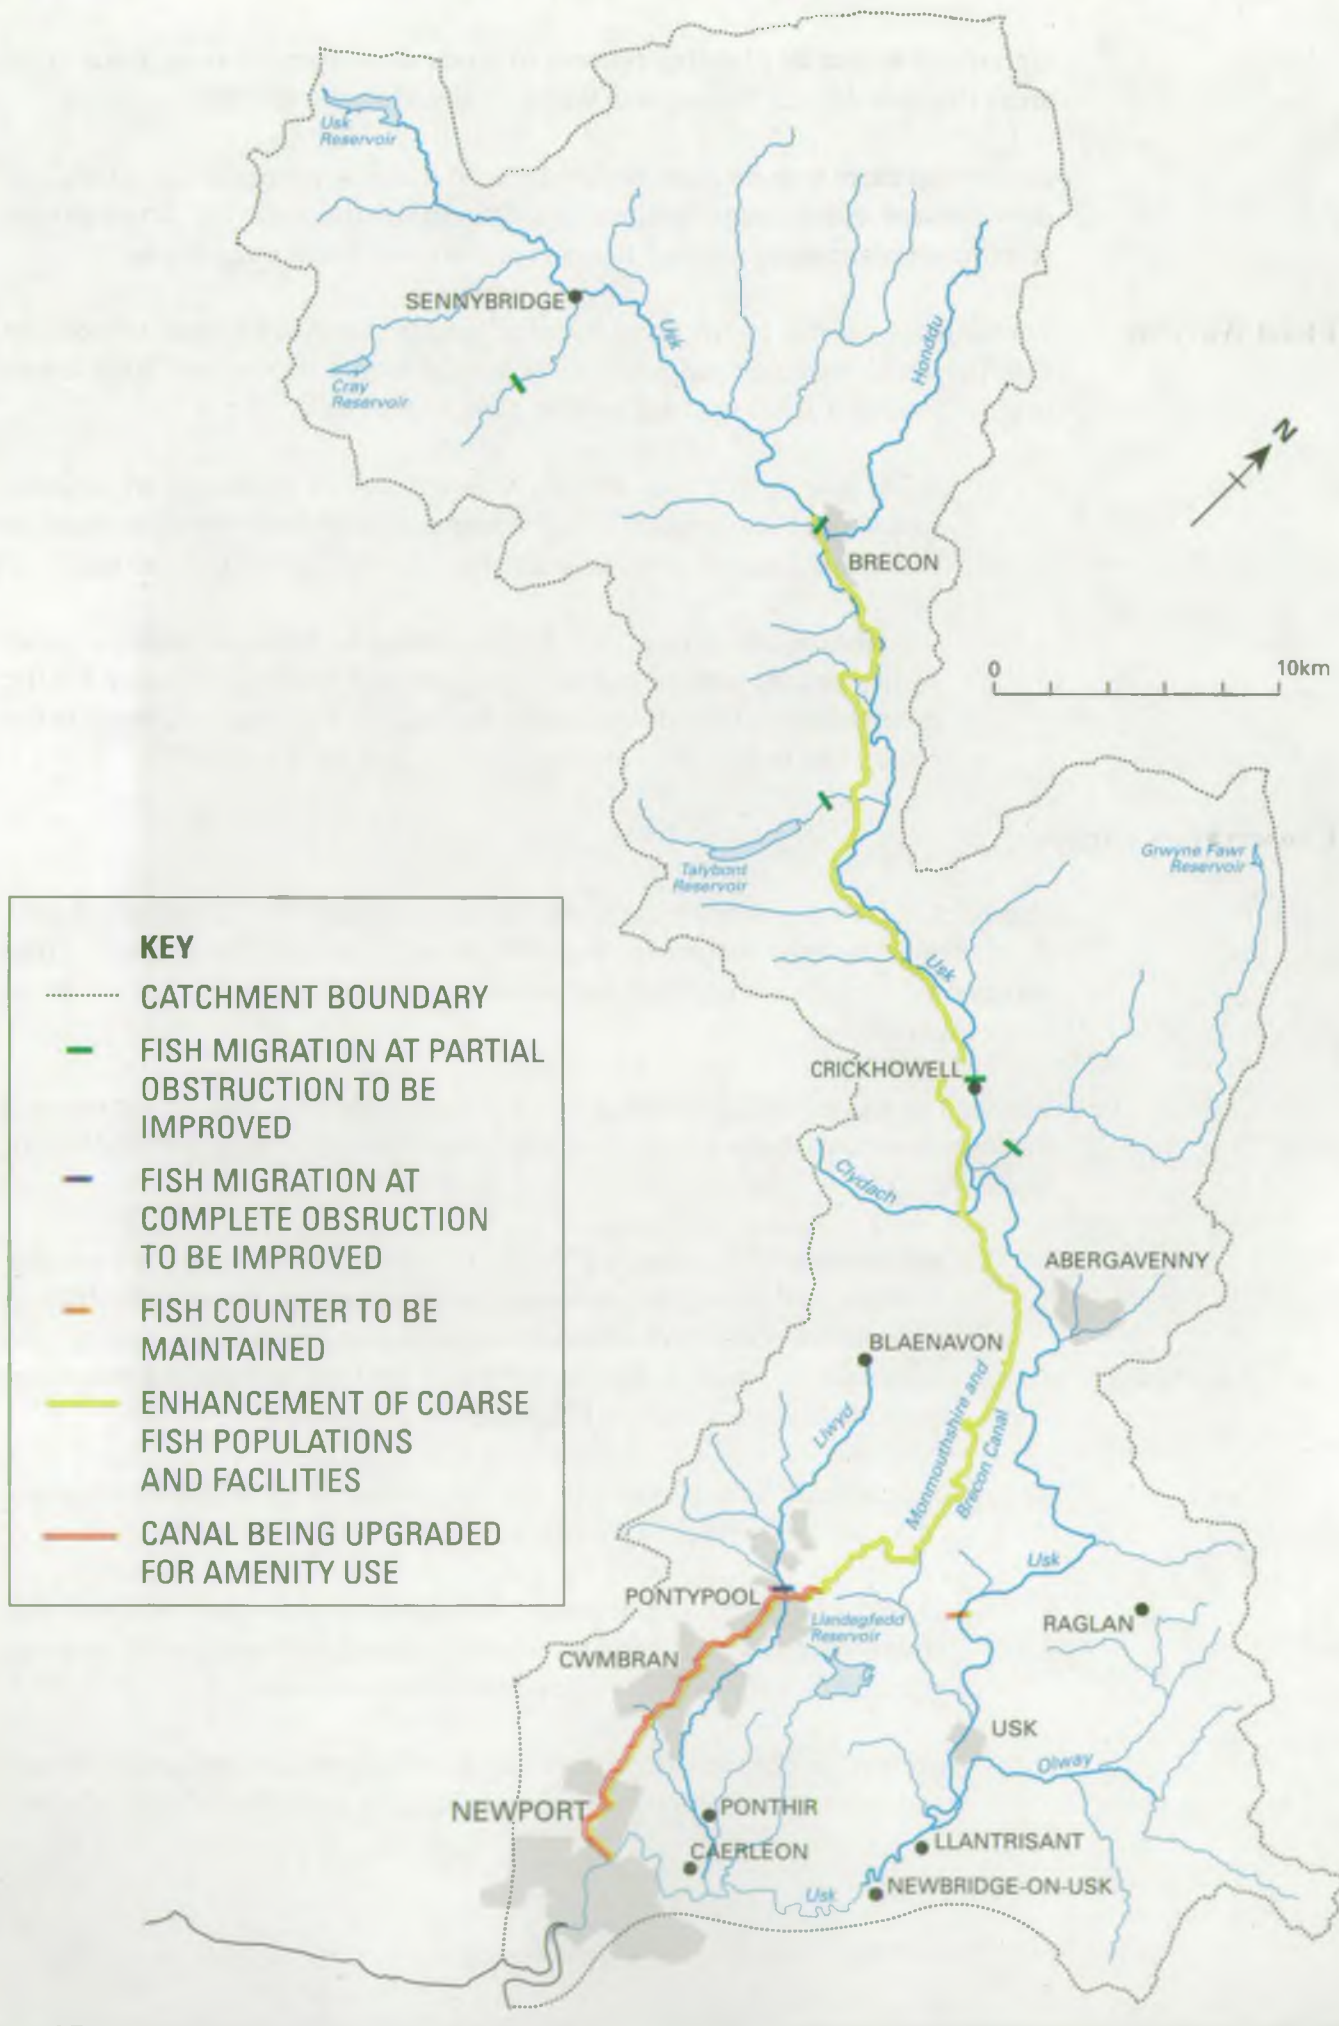 Usk
Reservoir
SENNYBRIDGE
Usk
Honddu
Cray
Reservoir
N
BRECON
0 10km
Talybont
Reservoir
Grwyne Fawr
Reservoir
KEY
CATCHMENT BOUNDARY
FISH MIGRATION AT PARTIAL
OBSTRUCTION TO BE
IMPROVED
FISH MIGRATION AT
COMPLETE OBSRUCTION
TO BE IMPROVED
FISH COUNTER TO BE
MAINTAINED
ENHANCEMENT OF COARSE
FISH POPULATIONS
AND FACILITIES
CANAL BEING UPGRADED
FOR AMENITY USE
Usk
CRICKHOWELL
Clydach
ABERGAVENNY
BLAENAVON
Llwyd
Monmouthshire and
Brecon Canal
Usk
PONTYPOOL
Llandegfedd
Reservoir
RAGLAN
CWMBRAN
USK
Olway
NEWPORT
PONTHIR
CAERLEON
LLANTRISANT
NEWBRIDGE-ON-USK
Usk